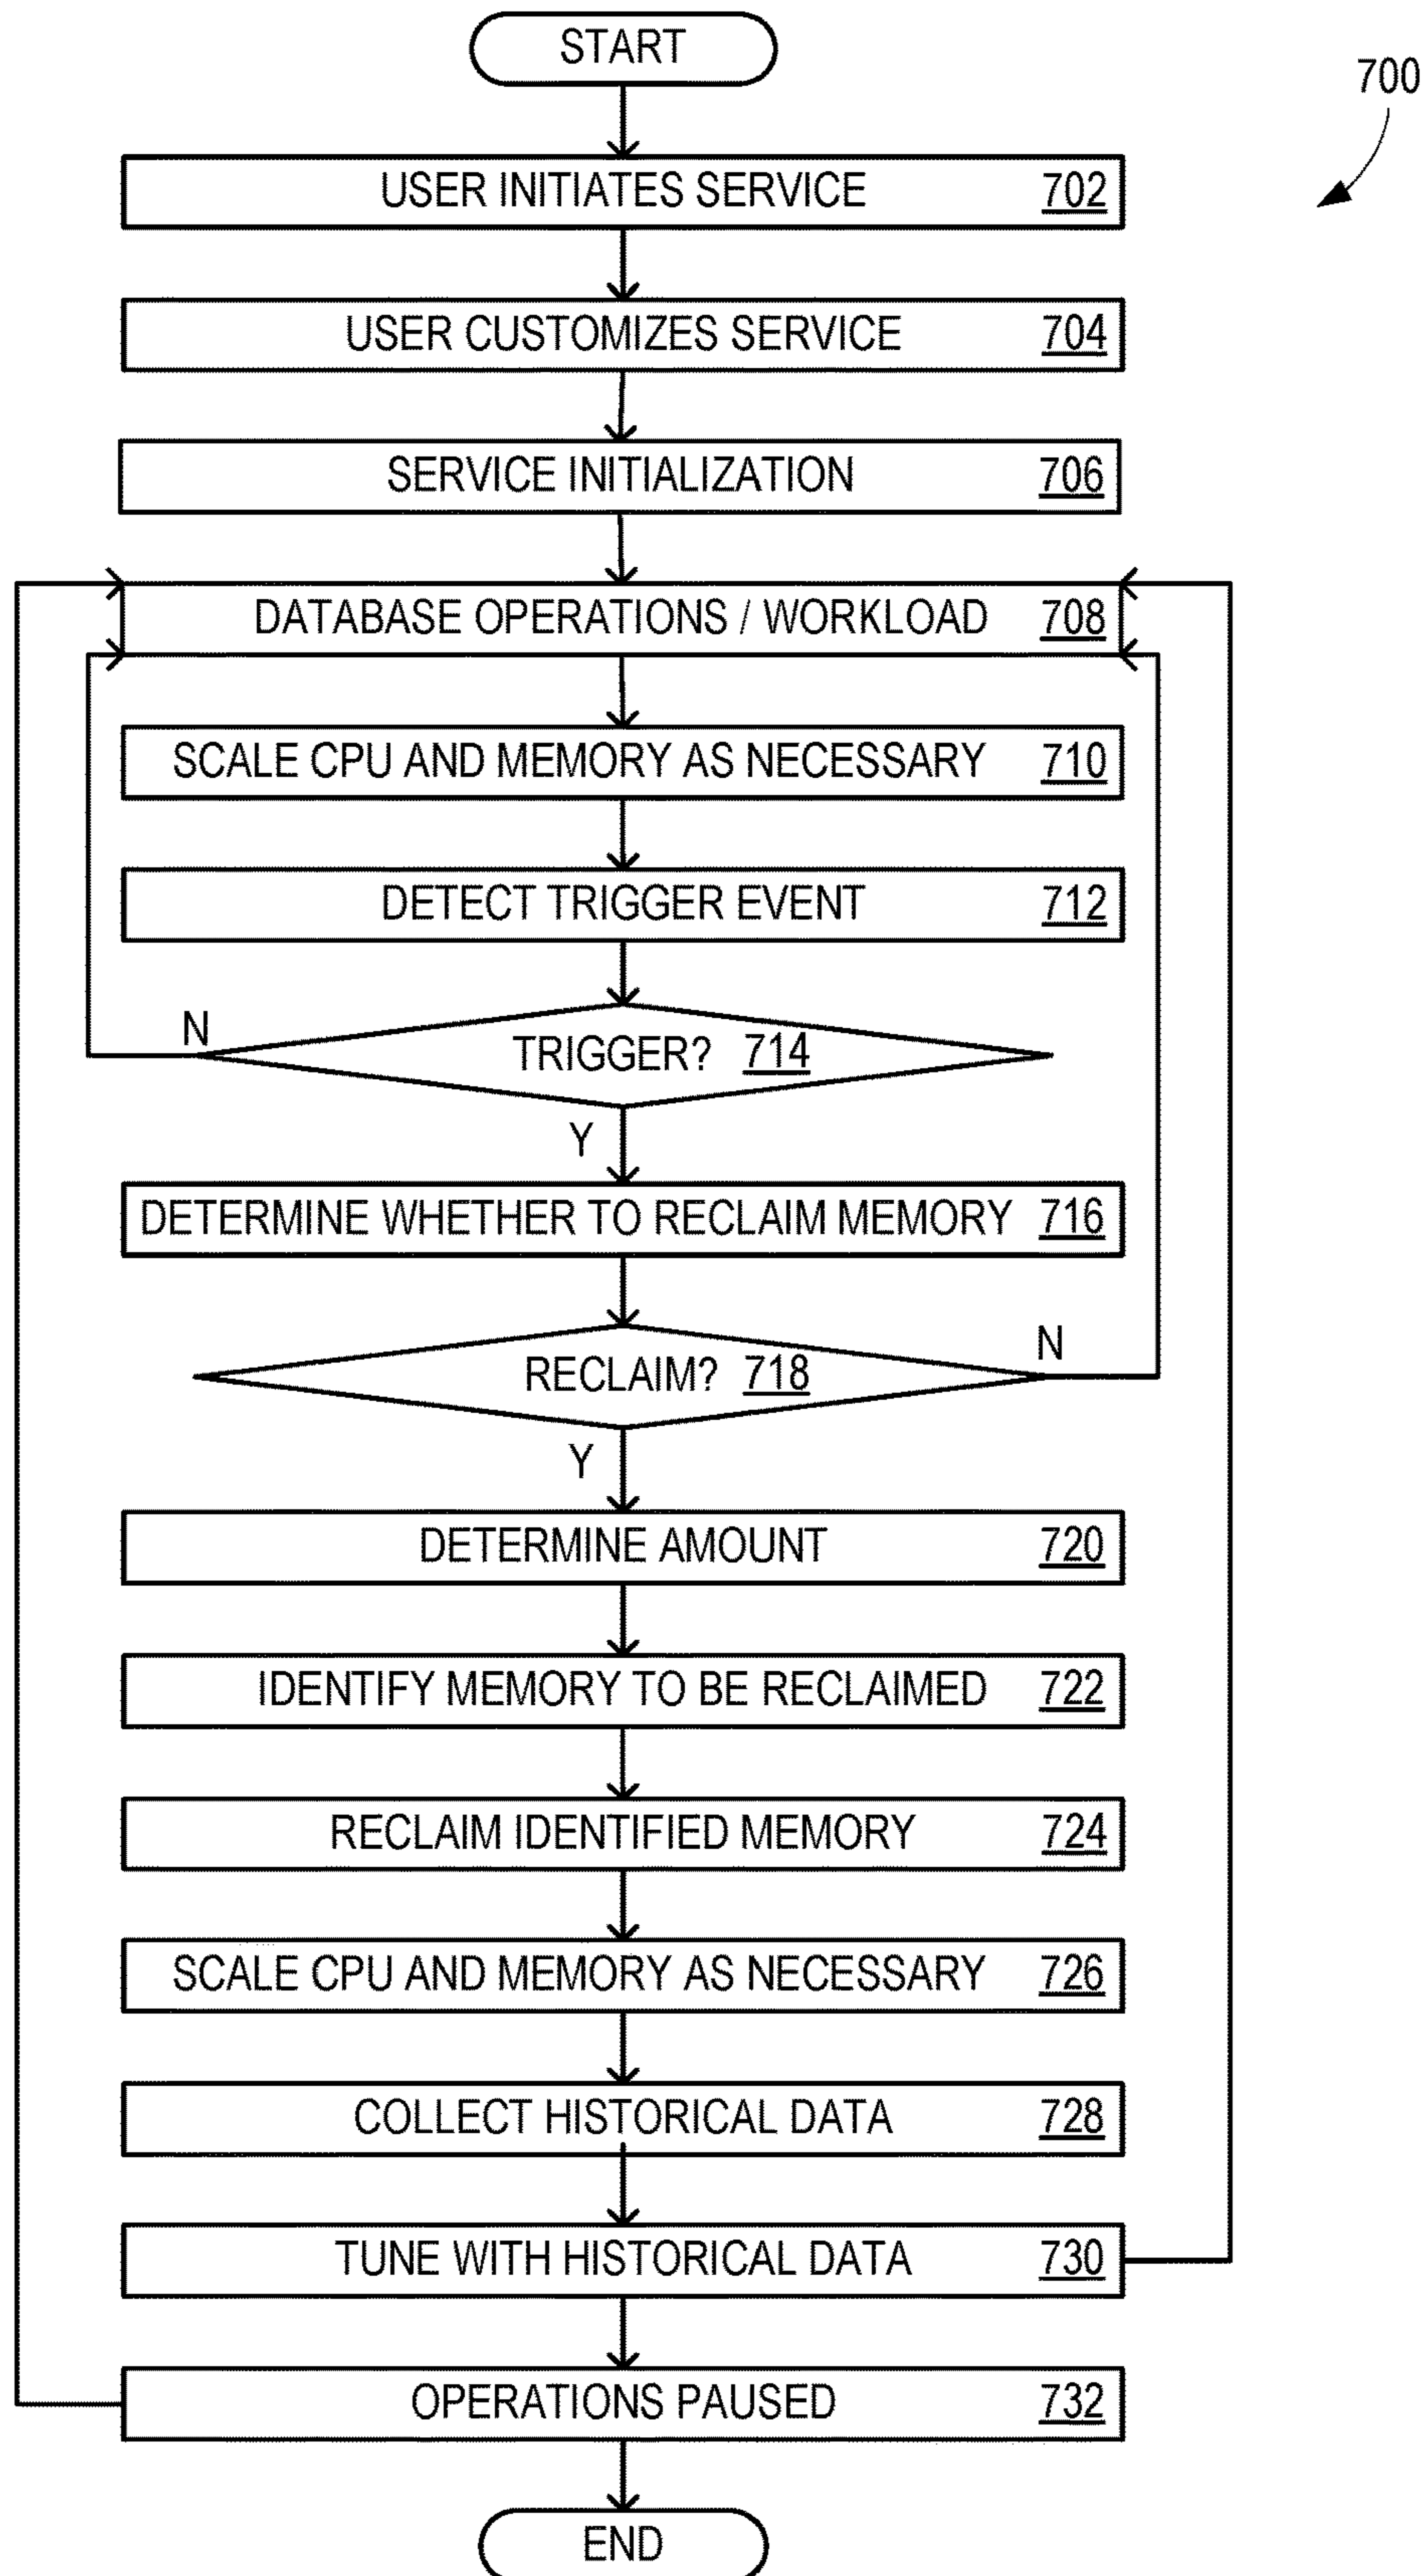 START
700
USER INITIATES SERVICE 702
USER CUSTOMIZES SERVICE 704
SERVICE INITIALIZATION 706
DATABASE OPERATIONS / WORKLOAD 708
SCALE CPU AND MEMORY AS NECESSARY 710
DETECT TRIGGER EVENT 712
N
TRIGGER? 714
Y
DETERMINE WHETHER TO RECLAIM MEMORY 716
N
RECLAIM? 718
Y
DETERMINE AMOUNT 720
IDENTIFY MEMORY TO BE RECLAIMED 722
RECLAIM IDENTIFIED MEMORY 724
SCALE CPU AND MEMORY AS NECESSARY 726
COLLECT HISTORICAL DATA 728
TUNE WITH HISTORICAL DATA 730
OPERATIONS PAUSED 732
END